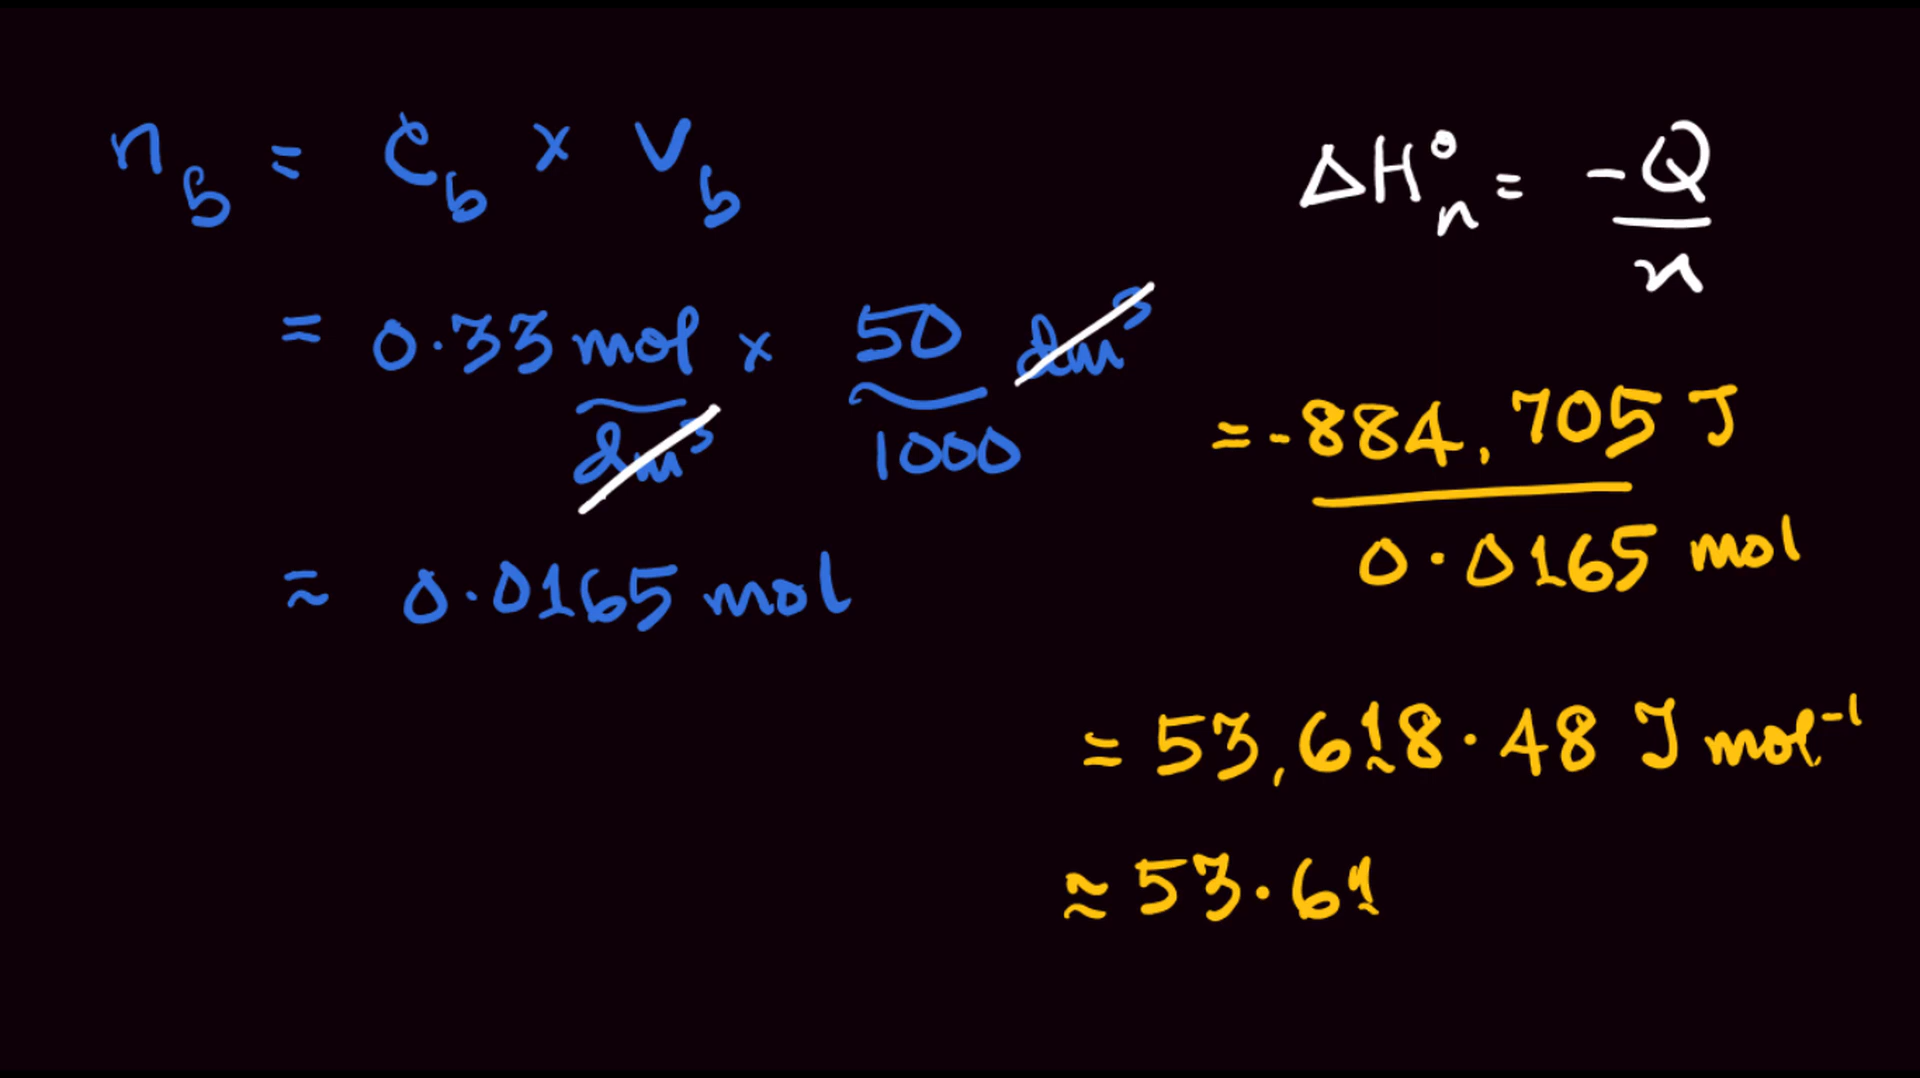 n_b = C_b × V_b
= 0.33 mol/dm³ × 50/1000 dm³
≈ 0.0165 mol
ΔH°_n = -Q/n
= -884,705 J / 0.0165 mol
= 53,618.48 J mol⁻¹
≈ 53.61